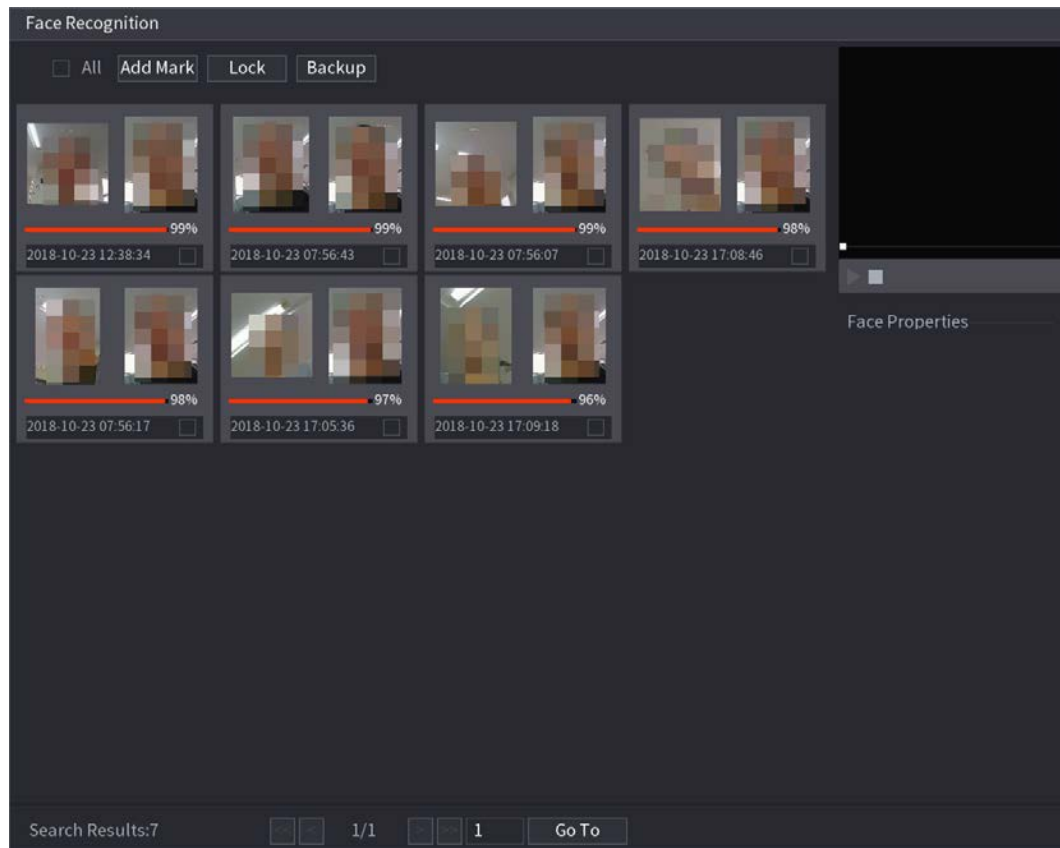 Face Recognition
All Add Mark Lock Backup
99% 99% 99% 98%
2018-10-23 12:38:34 2018-10-23 07:56:43 2018-10-23 07:56:07 2018-10-23 17:08:46
Face Properties
98% 97% 96%
2018-10-23 07:56:17 2018-10-23 17:05:36 2018-10-23 17:09:18
Search Results:7 << < 1/1 > >> 1 Go To